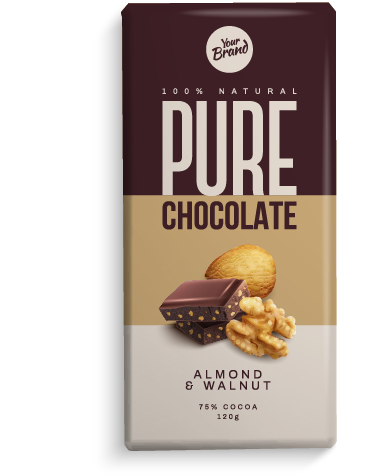 Your
Brand
100% NATURAL
PURE
CHOCOLATE
ALMOND
& WALNUT
75% COCOA
120g